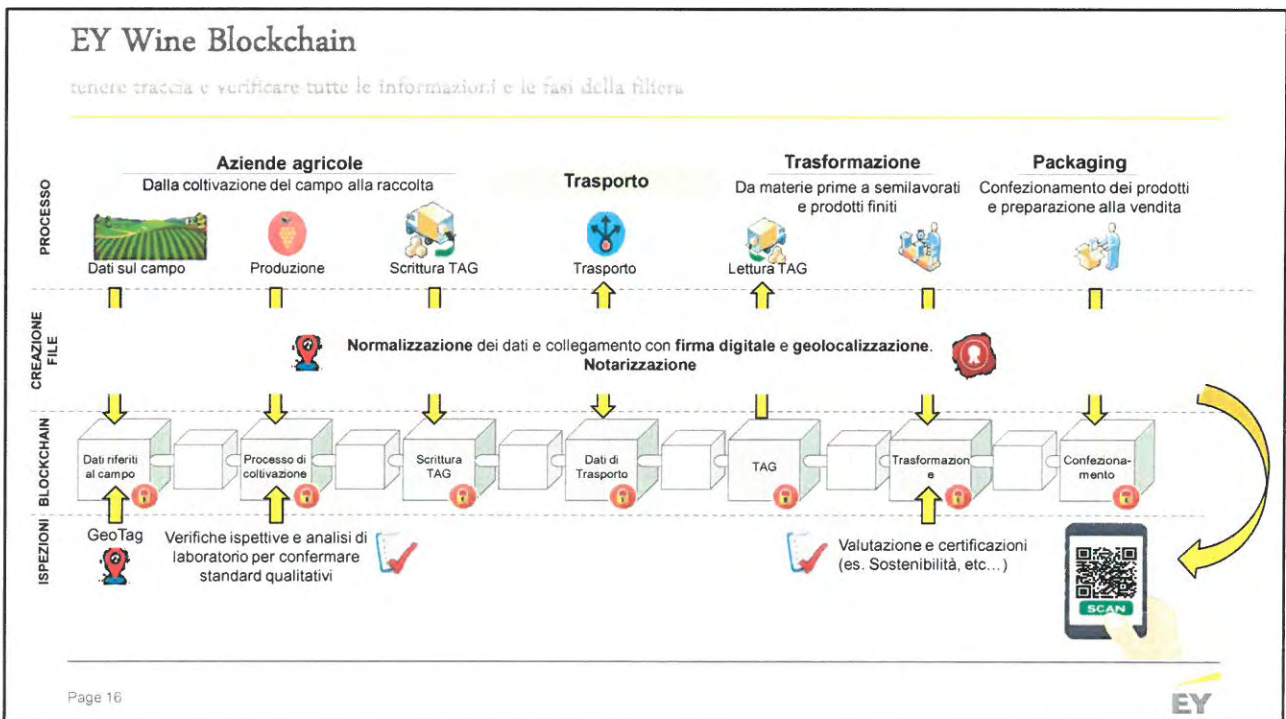 EY Wine Blockchain
tenere traccia e verificare tutte le informazioni e le fasi della filiera
PROCESSO
Aziende agricole
Dalla coltivazione del campo alla raccolta
Trasporto
Trasformazione
Da materie prime a semilavorati
e prodotti finiti
Packaging
Confezionamento dei prodotti
e preparazione alla vendita
Dati sul campo
Produzione
Scrittura TAG
Trasporto
Lettura TAG
CREAZIONE
FILE
Normalizzazione dei dati e collegamento con firma digitale e geolocalizzazione.
Notarizzazione
BLOCKCHAIN
Dati riferiti
al campo
Processo di
coltivazione
Scrittura
TAG
Dati di
Trasporto
TAG
Trasformazion
e
Confeziona-
mento
ISPEZIONI
GeoTag
Verifiche ispettive e analisi di
laboratorio per confermare
standard qualitativi
Valutazione e certificazioni
(es. Sostenibilità, etc...)
SCAN
Page 16
EY